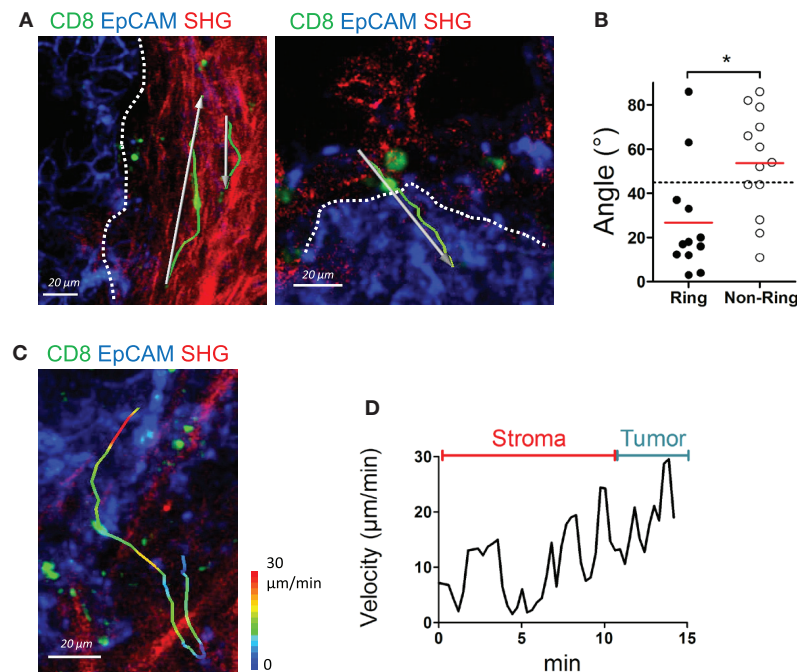 A
CD8 EpCAM SHG
CD8 EpCAM SHG
20 µm
20 µm
B
*
Angle (°)
80
60
40
20
0
Ring
Non-Ring
C
CD8 EpCAM SHG
20 µm
30
µm/min
0
D
Stroma
Tumor
Velocity (µm/min)
30
20
10
0
0
5
10
15
min